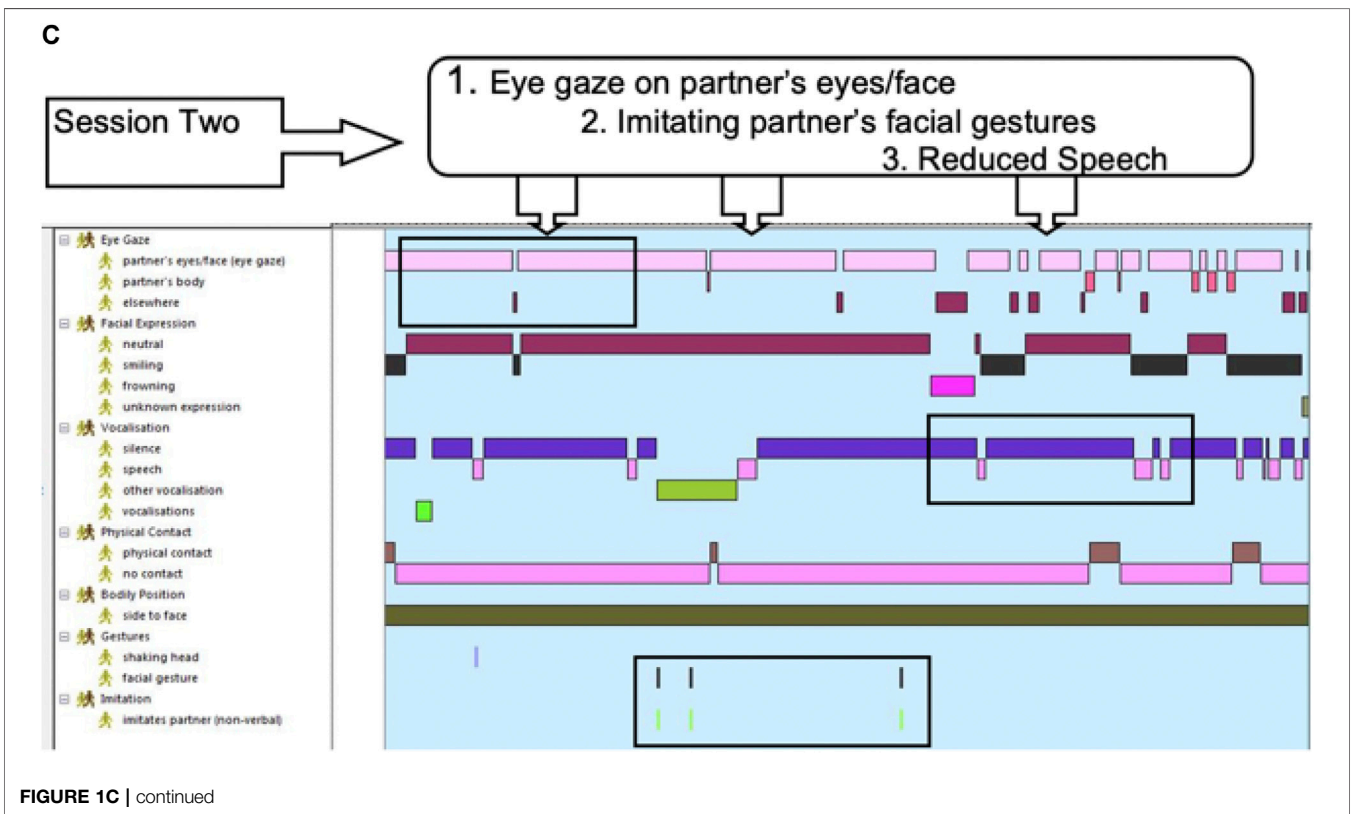 C
Session Two
1. Eye gaze on partner's eyes/face
2. Imitating partner's facial gestures
3. Reduced Speech
Eye Gaze
partner's eyes/face (eye gaze)
partner's body
elsewhere
Facial Expression
neutral
smiling
frowning
unknown expression
Vocalisation
silence
speech
other vocalisation
vocalisations
Physical Contact
physical contact
no contact
Bodily Position
side to face
Gestures
shaking head
facial gesture
Imitation
imitates partner (non-verbal)
FIGURE 1C | continued